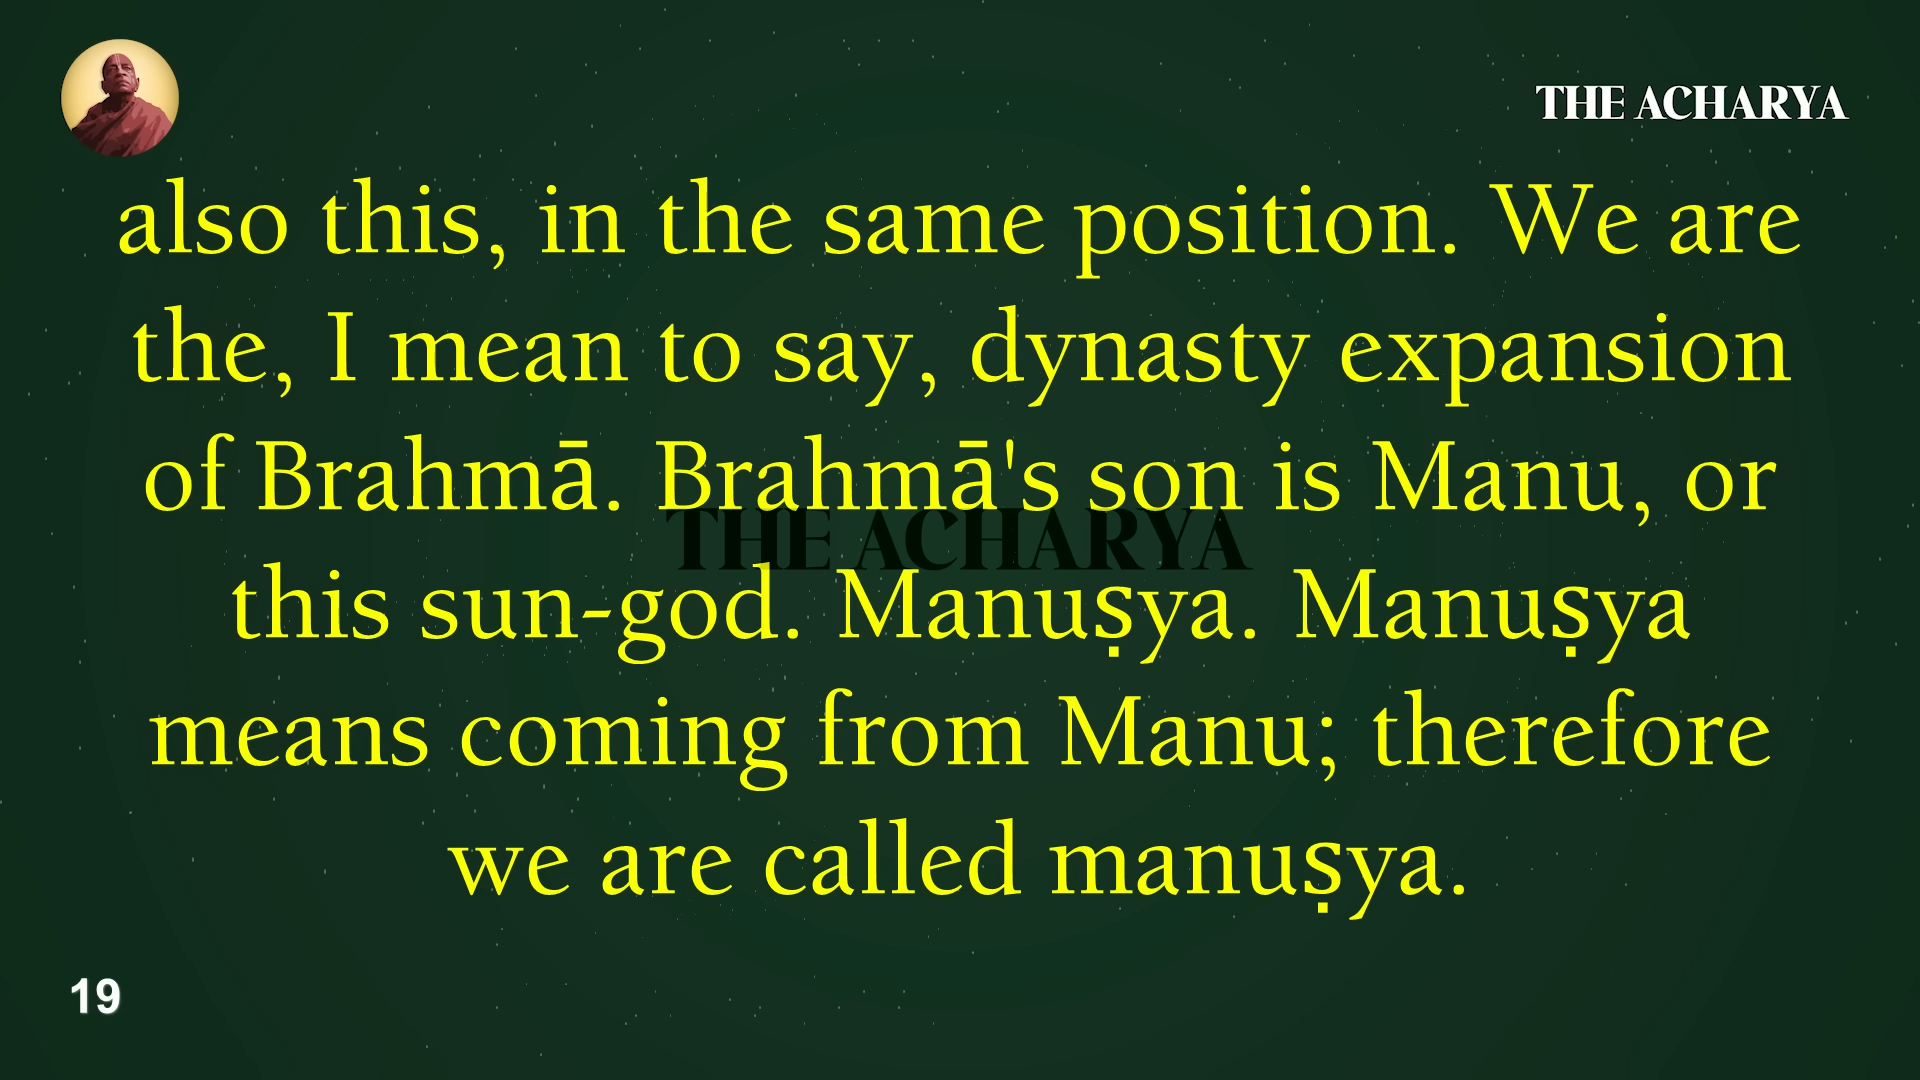 THE ACHARYA
also this, in the same position. We are
the, I mean to say, dynasty expansion
of Brahmā. Brahmā's son is Manu, or
THE ACHARYA
this sun-god. Manuṣya. Manuṣya
means coming from Manu; therefore
we are called manuṣya.
19